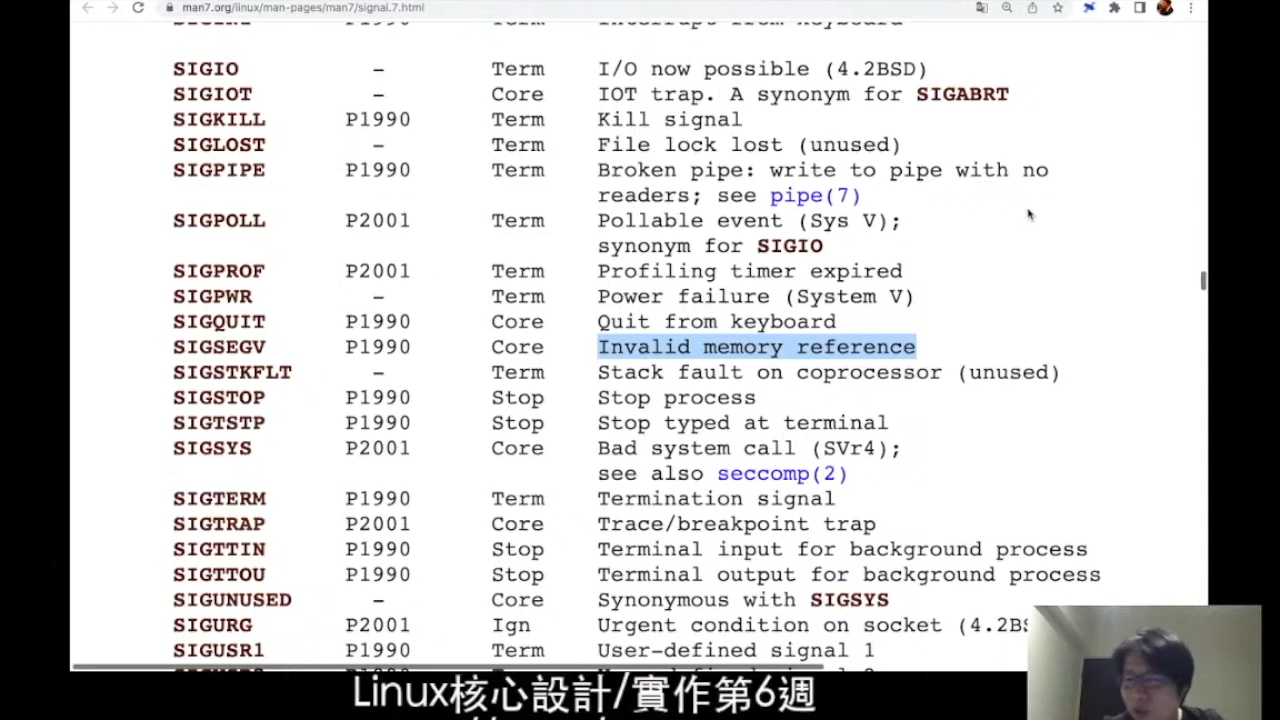 man7.org/linux/man-pages/man7/signal.7.html
SIGIO - Term I/O now possible (4.2BSD)
SIGIOT - Core IOT trap. A synonym for SIGABRT
SIGKILL P1990 Term Kill signal
SIGLOST - Term File lock lost (unused)
SIGPIPE P1990 Term Broken pipe: write to pipe with no
readers; see pipe(7)
SIGPOLL P2001 Term Pollable event (Sys V);
synonym for SIGIO
SIGPROF P2001 Term Profiling timer expired
SIGPWR - Term Power failure (System V)
SIGQUIT P1990 Core Quit from keyboard
SIGSEGV P1990 Core Invalid memory reference
SIGSTKFLT - Term Stack fault on coprocessor (unused)
SIGSTOP P1990 Stop Stop process
SIGTSTP P1990 Stop Stop typed at terminal
SIGSYS P2001 Core Bad system call (SVr4);
see also seccomp(2)
SIGTERM P1990 Term Termination signal
SIGTRAP P2001 Core Trace/breakpoint trap
SIGTTIN P1990 Stop Terminal input for background process
SIGTTOU P1990 Stop Terminal output for background process
SIGUNUSED - Core Synonymous with SIGSYS
SIGURG P2001 Ign Urgent condition on socket (4.2BS
SIGUSR1 P1990 Term User-defined signal 1
Linux核心設計/實作第6週